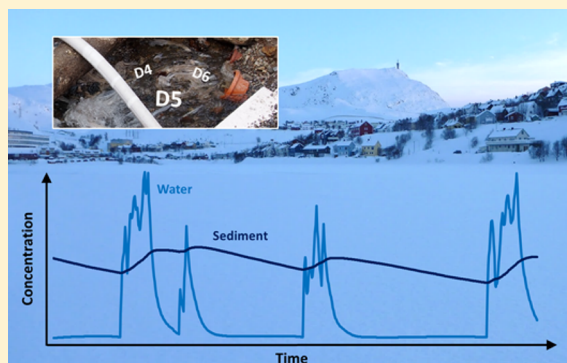 D4
D6
D5
Water
Sediment
Concentration
Time